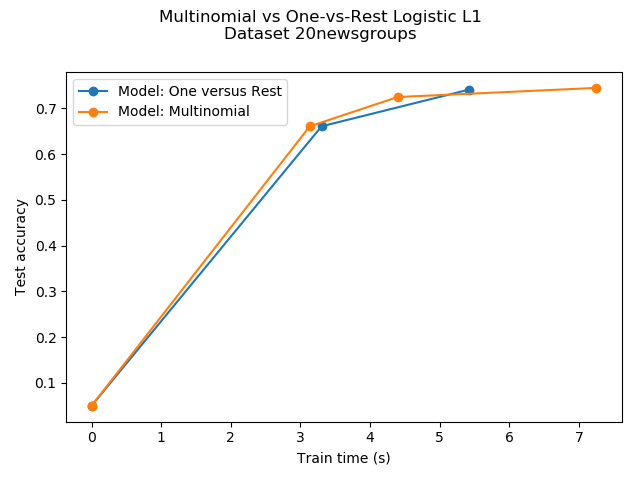 Multinomial vs One-vs-Rest Logistic L1
Dataset 20newsgroups
Model: One versus Rest
Model: Multinomial
Test accuracy
0.7
0.6
0.5
0.4
0.3
0.2
0.1
0 1 2 3 4 5 6 7
Train time (s)